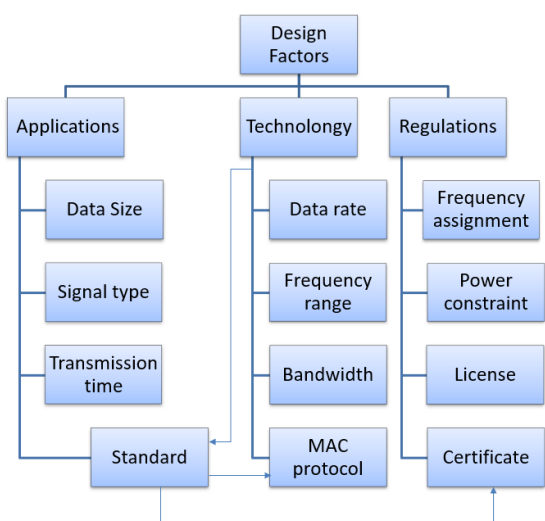 Design
Factors
Applications
Technolongy
Regulations
Data Size
Data rate
Frequency
assignment
Signal type
Frequency
range
Power
constraint
Transmission
time
Bandwidth
License
Standard
MAC
protocol
Certificate